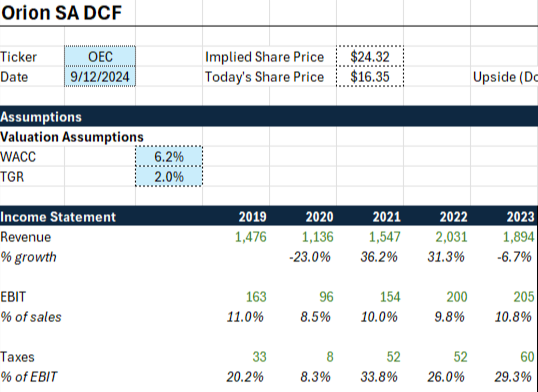 Orion SA DCF
Ticker OEC Implied Share Price $24.32
Date 9/12/2024 Today's Share Price $16.35 Upside (Do
Assumptions
Valuation Assumptions
WACC 6.2%
TGR 2.0%
Income Statement 2019 2020 2021 2022 2023
Revenue 1,476 1,136 1,547 2,031 1,894
% growth -23.0% 36.2% 31.3% -6.7%
EBIT 163 96 154 200 205
% of sales 11.0% 8.5% 10.0% 9.8% 10.8%
Taxes 33 8 52 52 60
% of EBIT 20.2% 8.3% 33.8% 26.0% 29.3%